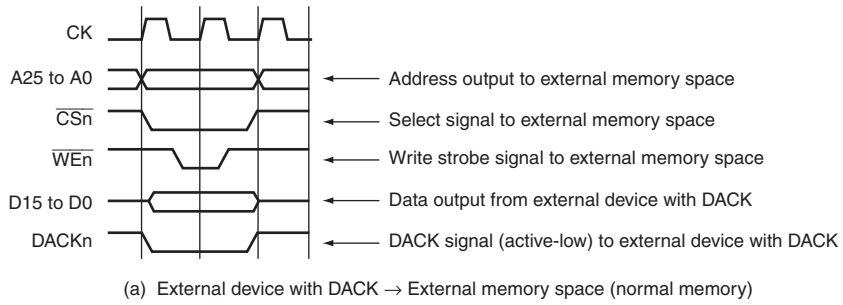 CK
A25 to A0 Address output to external memory space
CSn Select signal to external memory space
WEn Write strobe signal to external memory space
D15 to D0 Data output from external device with DACK
DACKn DACK signal (active-low) to external device with DACK
(a) External device with DACK → External memory space (normal memory)